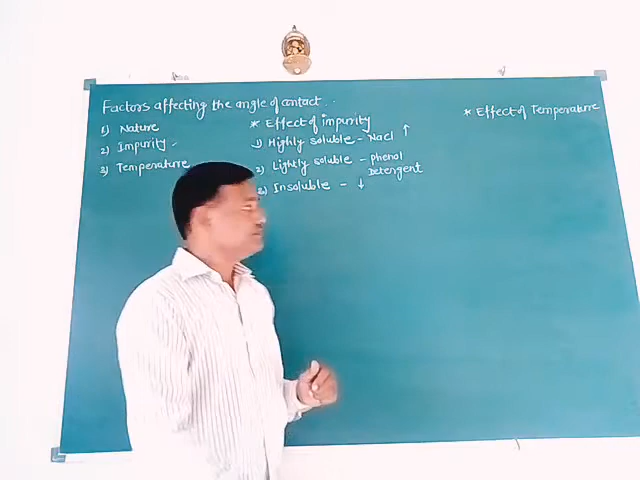 Factors affecting the angle of contact..
1) Nature
2) Impurity
3) Temperature
* Effect of impurity
1) Highly soluble - Nacl ↑
2) Lightly soluble - phenol
Detergent
3) Insoluble - ↓
* Effect of Temperature